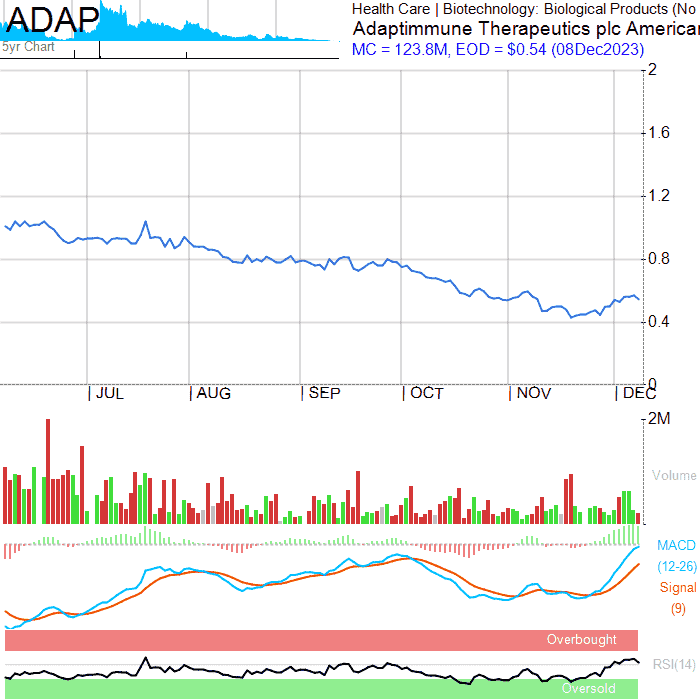 ADAP
5yr Chart
Health Care | Biotechnology: Biological Products (No
Adaptimmune Therapeutics plc American
MC = 123.8M, EOD = $0.54 (08Dec2023)
2
1.6
1.2
0.8
0.4
0
JUL AUG SEP OCT NOV DEC
2M
Volume
MACD
(12-26)
Signal
(9)
Overbought
RSI(14)
Oversold